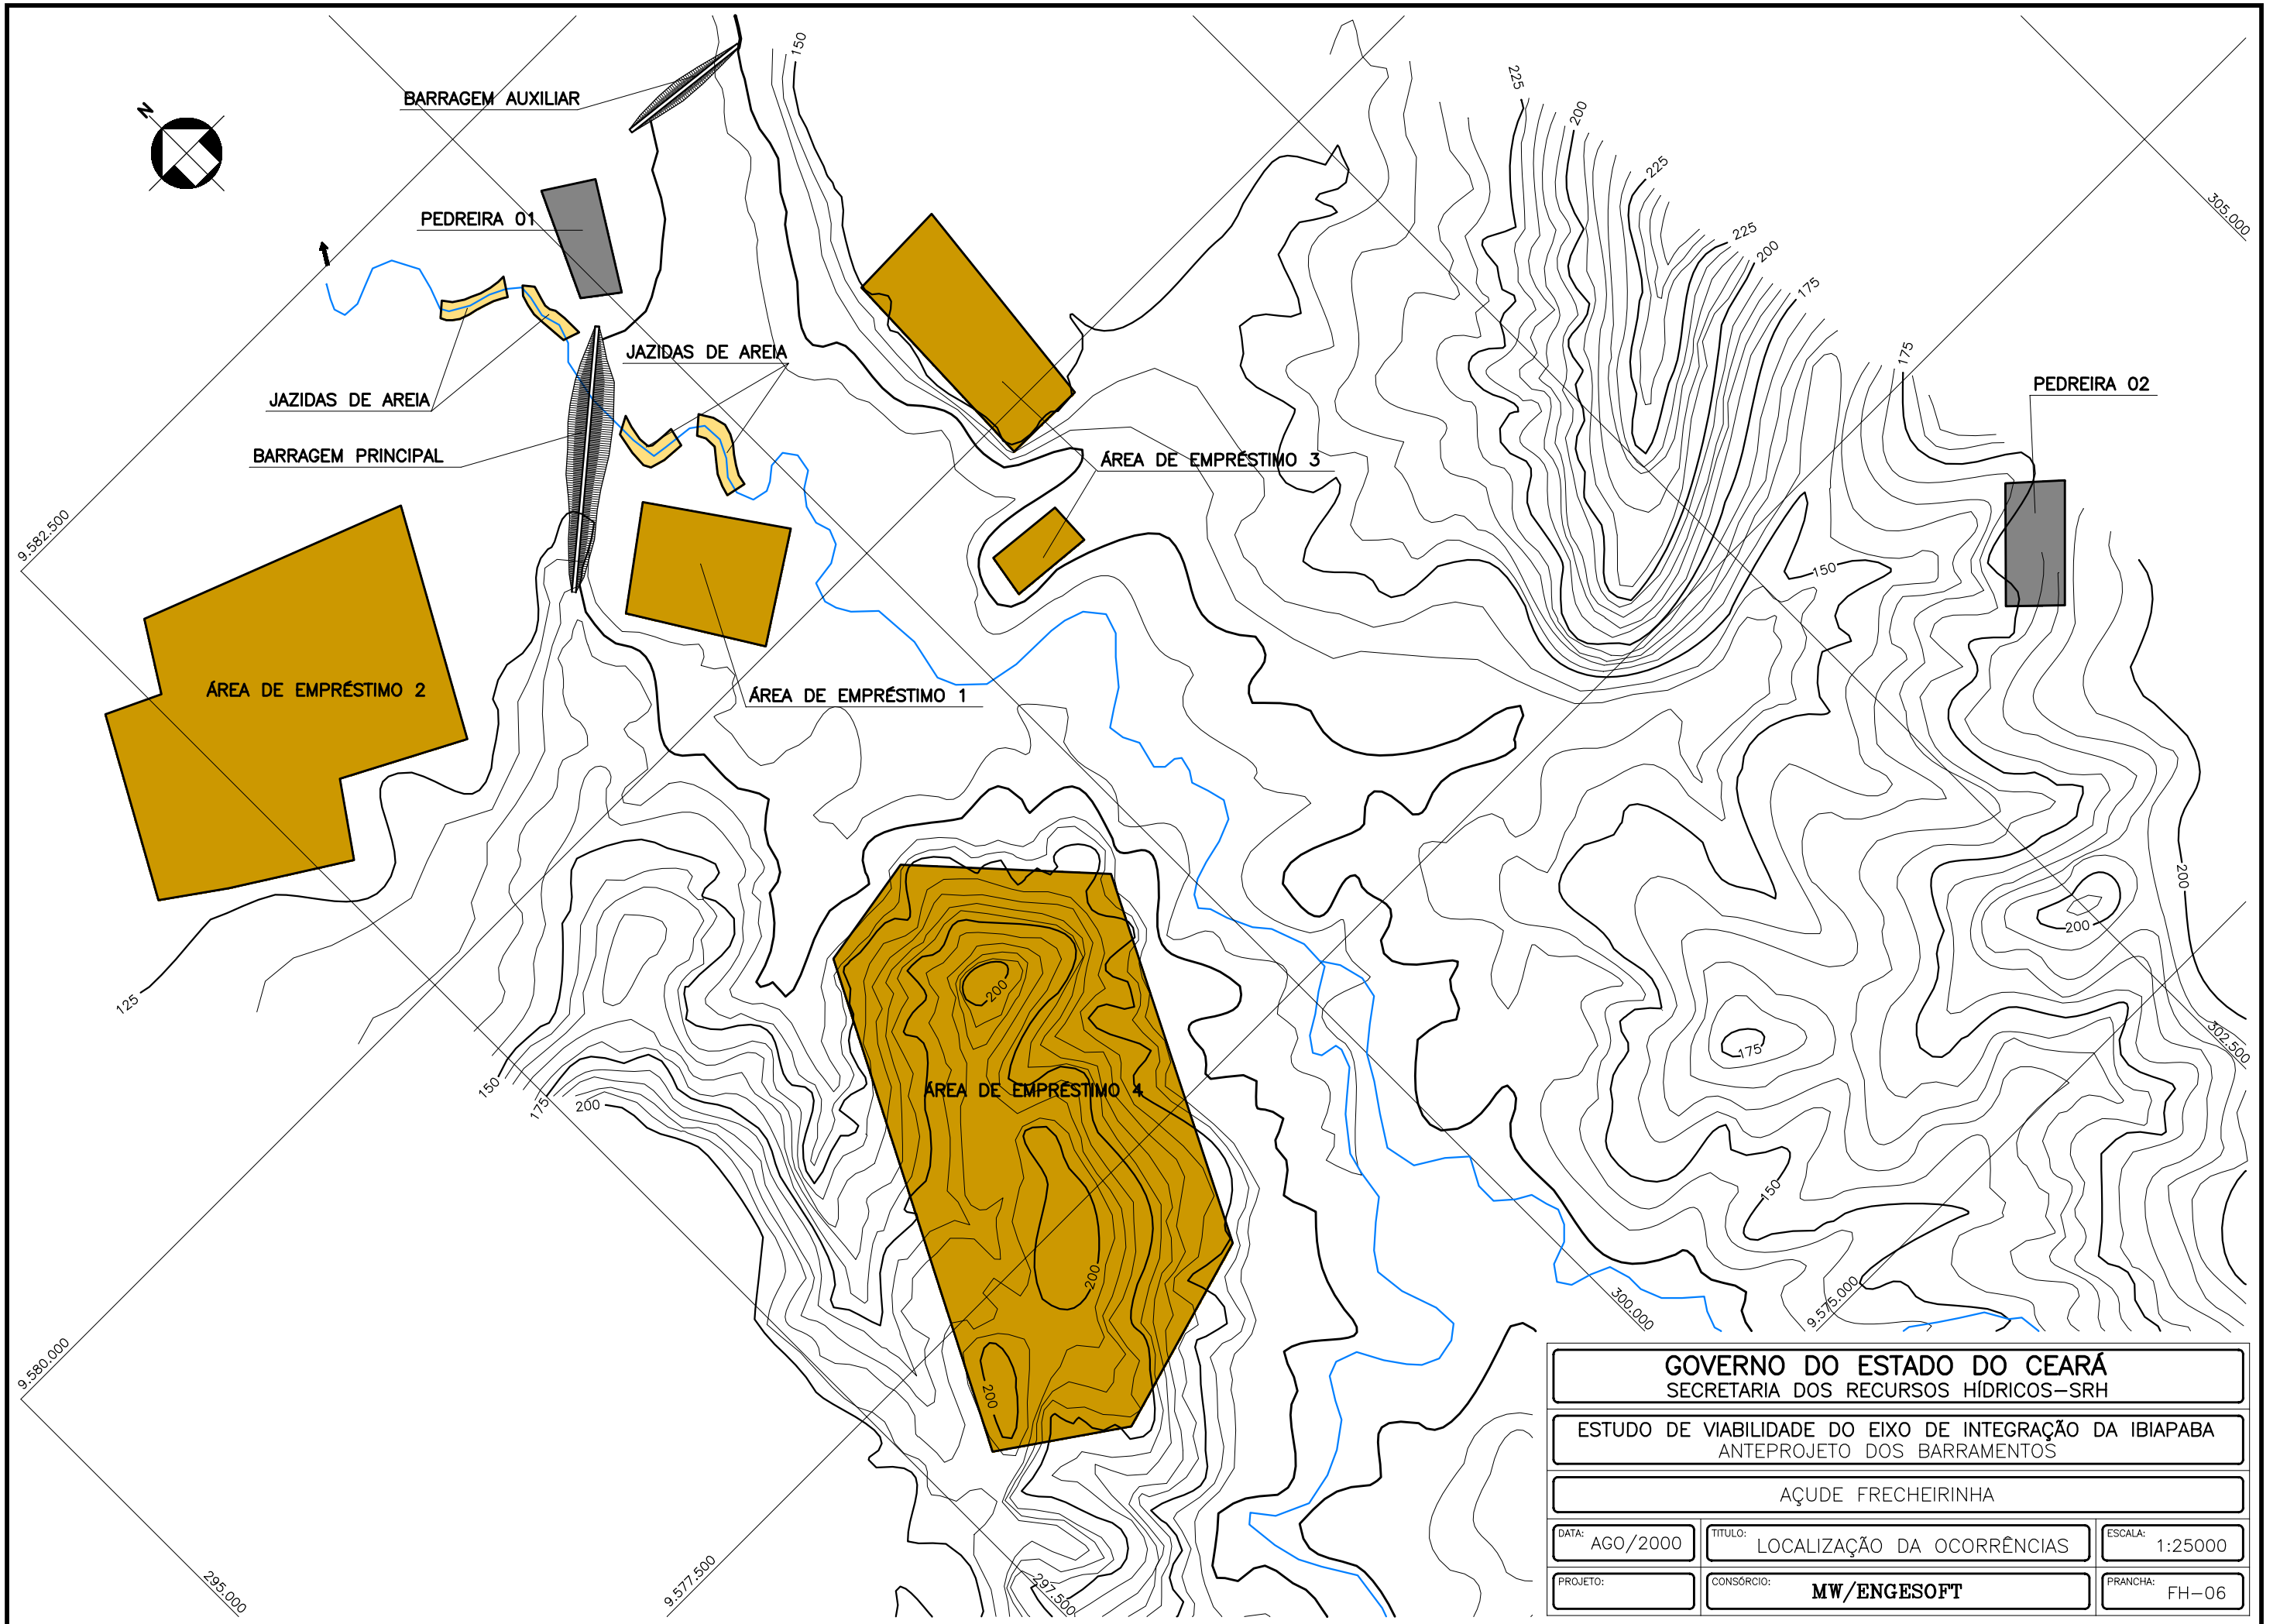 N
BARRAGEM AUXILIAR
150
225
200
225
305.000
PEDREIRA 01
225
200
175
JAZIDAS DE AREIA
175
PEDREIRA 02
JAZIDAS DE AREIA
BARRAGEM PRINCIPAL
ÁREA DE EMPRÉSTIMO 3
9.582.500
150
ÁREA DE EMPRÉSTIMO 2
ÁREA DE EMPRÉSTIMO 1
200
200
125
200
302.500
175
150
175
200
ÁREA DE EMPRÉSTIMO 4
150
200
300.000
9.575.000
9.580.000
200
295.000
9.577.500
297.500
GOVERNO DO ESTADO DO CEARÁ
SECRETARIA DOS RECURSOS HÍDRICOS-SRH
ESTUDO DE VIABILIDADE DO EIXO DE INTEGRAÇÃO DA IBIAPABA
ANTEPROJETO DOS BARRAMENTOS
AÇUDE FRECHEIRINHA
DATA: AGO/2000
TITULO: LOCALIZAÇÃO DA OCORRÊNCIAS
ESCALA: 1:25000
PROJETO:
CONSÓRCIO: MW/ENGESOFT
PRANCHA: FH-06